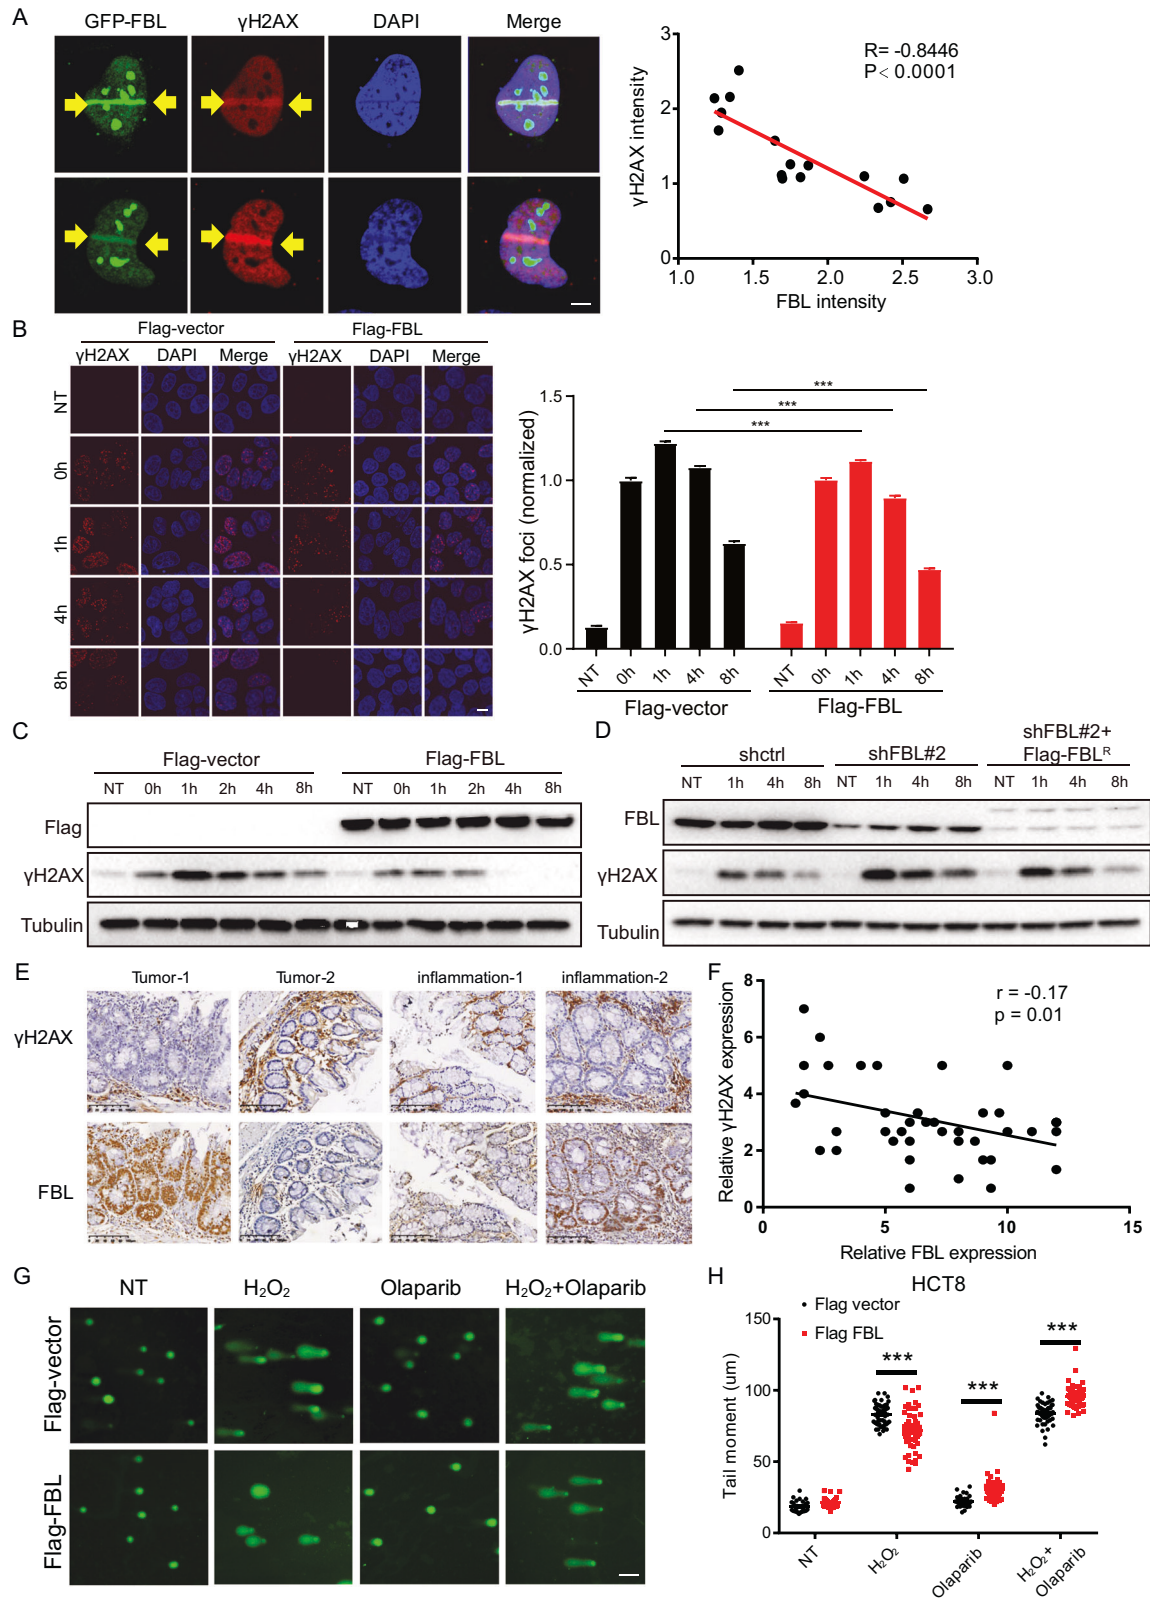 A
GFP-FBL γH2AX DAPI Merge
γH2AX intensity
3
2
1
0
R= -0.8446
P< 0.0001
1.0 1.5 2.0 2.5 3.0
FBL intensity
B
Flag-vector Flag-FBL
γH2AX DAPI Merge γH2AX DAPI Merge
NT
0h
1h
4h
8h
γH2AX foci (normalized)
1.5
1.0
0.5
0.0
***
***
***
NT 0h 1h 4h 8h NT 0h 1h 4h 8h
Flag-vector Flag-FBL
C
Flag-vector Flag-FBL
NT 0h 1h 2h 4h 8h NT 0h 1h 2h 4h 8h
Flag
γH2AX
Tubulin
D
shctrl shFBL#2 shFBL#2+
Flag-FBLᴿ
NT 1h 4h 8h NT 1h 4h 8h NT 1h 4h 8h
FBL
γH2AX
Tubulin
E
Tumor-1 Tumor-2 inflammation-1 inflammation-2
γH2AX
FBL
F
Relative γH2AX expression
8
6
4
2
0
r = -0.17
p = 0.01
0 5 10 15
Relative FBL expression
G
NT H₂O₂ Olaparib H₂O₂+Olaparib
Flag-vector
Flag-FBL
H
HCT8
Flag vector
Flag FBL
Tail moment (um)
150
100
50
0
***
***
***
NT H₂O₂ Olaparib H₂O₂+
Olaparib